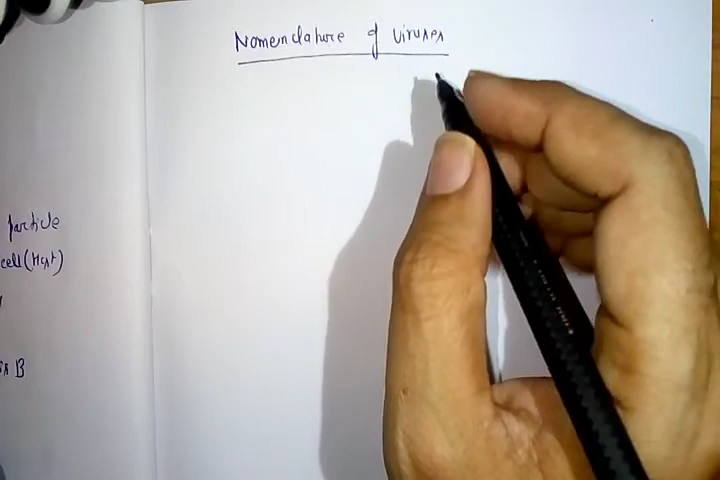 Nomenclature of viruses
particle
cell (Host)
B